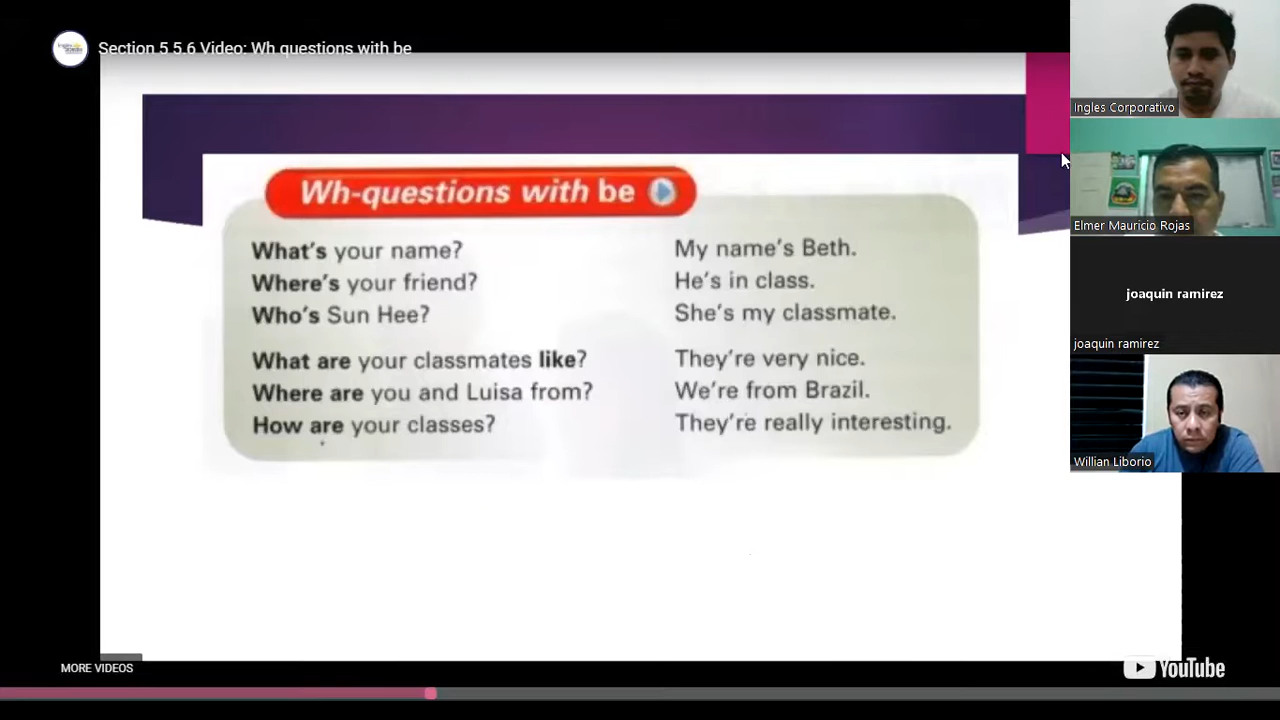 Section 5 5.6 Video: Wh questions with be
Wh-questions with be
What's your name? My name's Beth.
Where's your friend? He's in class.
Who's Sun Hee? She's my classmate.
What are your classmates like? They're very nice.
Where are you and Luisa from? We're from Brazil.
How are your classes? They're really interesting.
Ingles Corporativo
Elmer Mauricio Rojas
joaquin ramirez
joaquin ramirez
Willian Liborio
MORE VIDEOS
YouTube